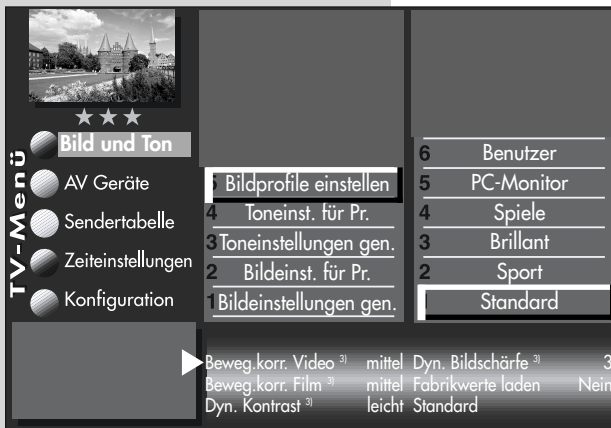 TV-Menü
Bild und Ton
AV Geräte
Sendertabelle
Zeiteinstellungen
Konfiguration
5 Bildprofile einstellen
4 Toneinst. für Pr.
3 Toneinstellungen gen.
2 Bildeinst. für Pr.
1 Bildeinstellungen gen.
6 Benutzer
5 PC-Monitor
4 Spiele
3 Brillant
2 Sport
Standard
Beweg.korr. Video 3) mittel Dyn. Bildschärfe 3) 3
Beweg.korr. Film 3) mittel Fabrikwerte laden Nein
Dyn. Kontrast 3) leicht Standard